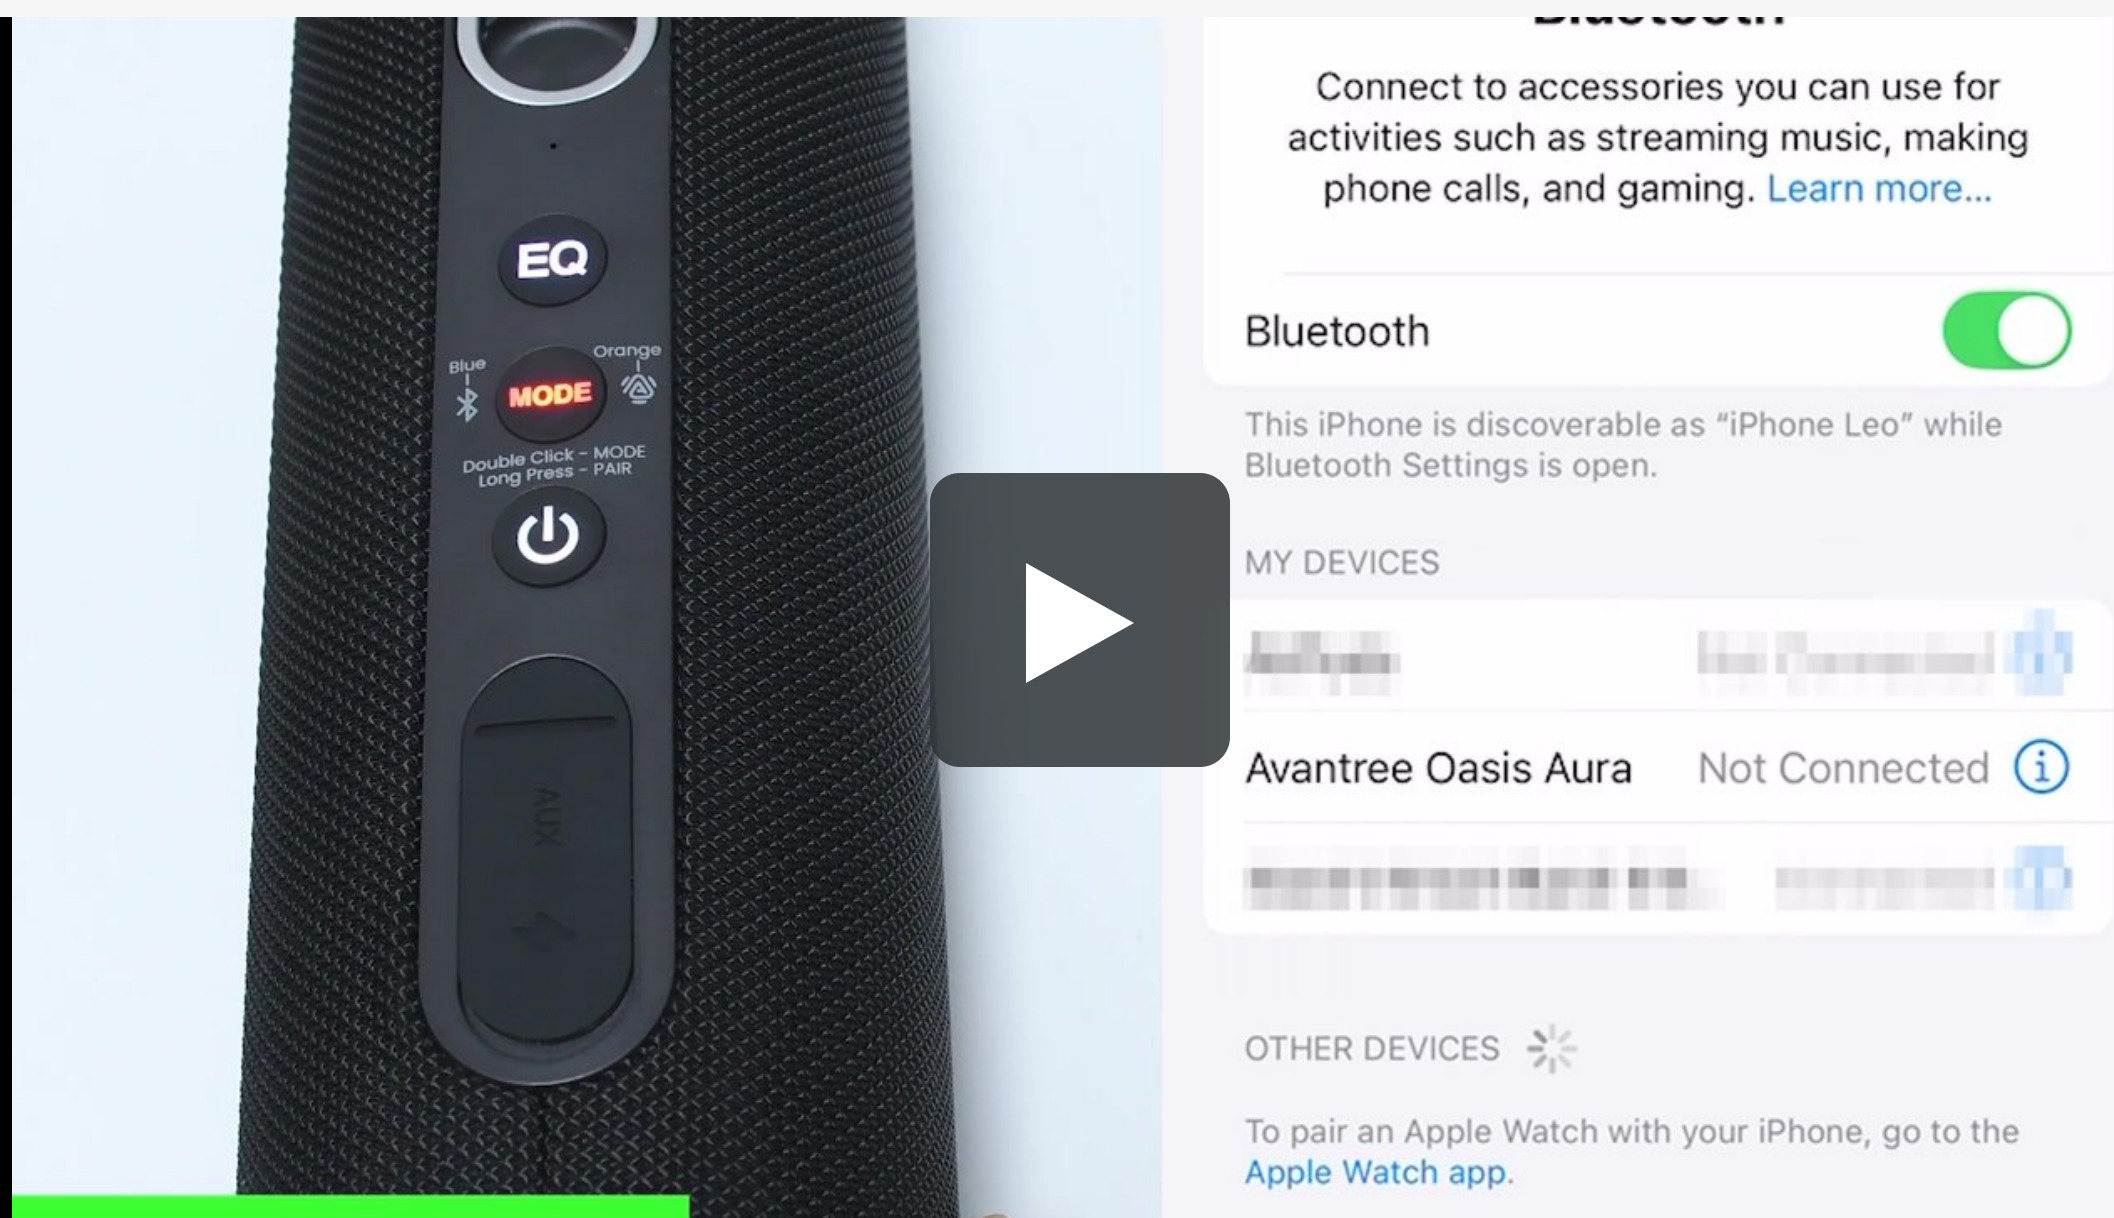 EQ
Blue
Orange
MODE
Double Click - MODE
Long Press - PAIR
AUX
Connect to accessories you can use for
activities such as streaming music, making
phone calls, and gaming. Learn more...
Bluetooth
This iPhone is discoverable as “iPhone Leo” while
Bluetooth Settings is open.
MY DEVICES
Avantree Oasis Aura Not Connected
OTHER DEVICES
To pair an Apple Watch with your iPhone, go to the
Apple Watch app.